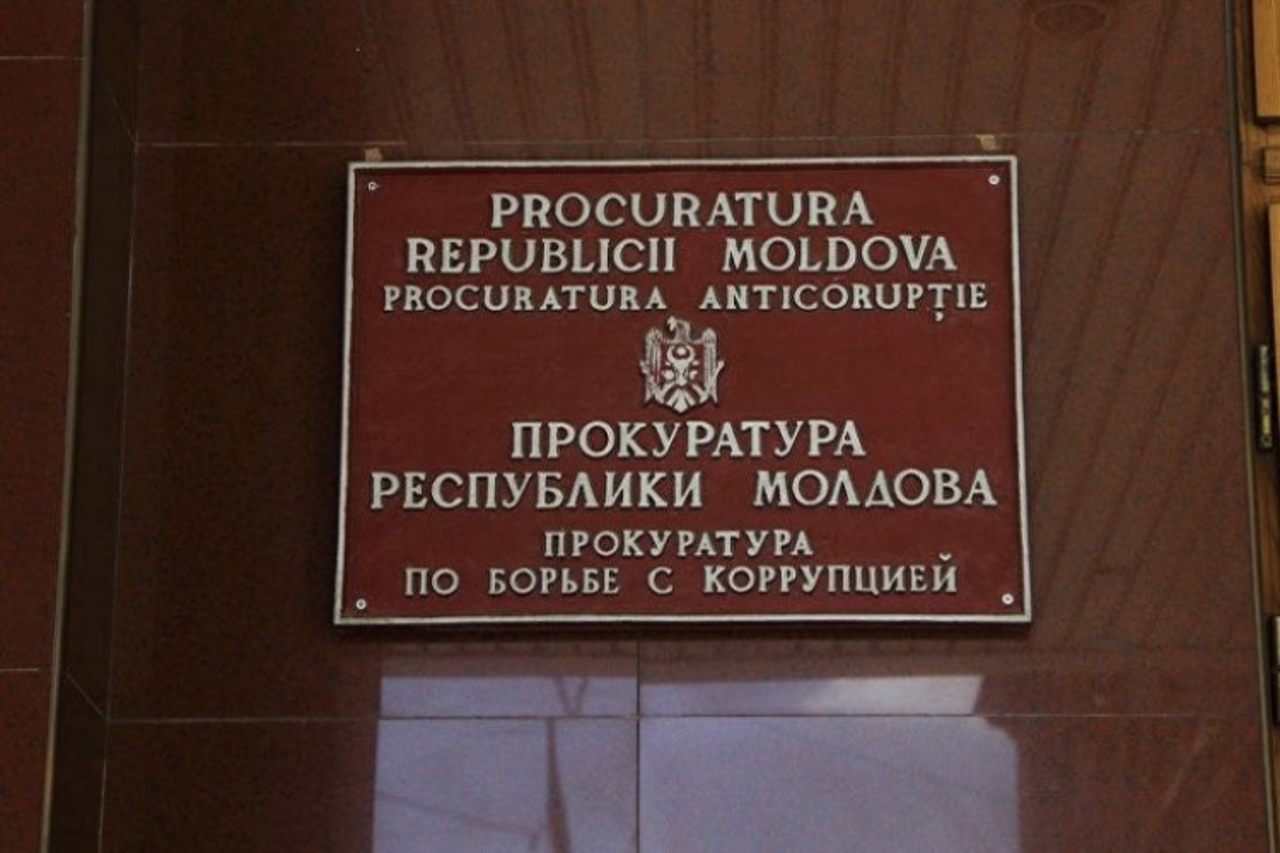 PROCURATURA
REPUBLICII MOLDOVA
PROCURATURA ANTICORUPȚIE
ПРОКУРАТУРА
РЕСПУБЛИКИ МОЛДОВА
ПРОКУРАТУРА
ПО БОРЬБЕ С КОРРУПЦИЕЙ